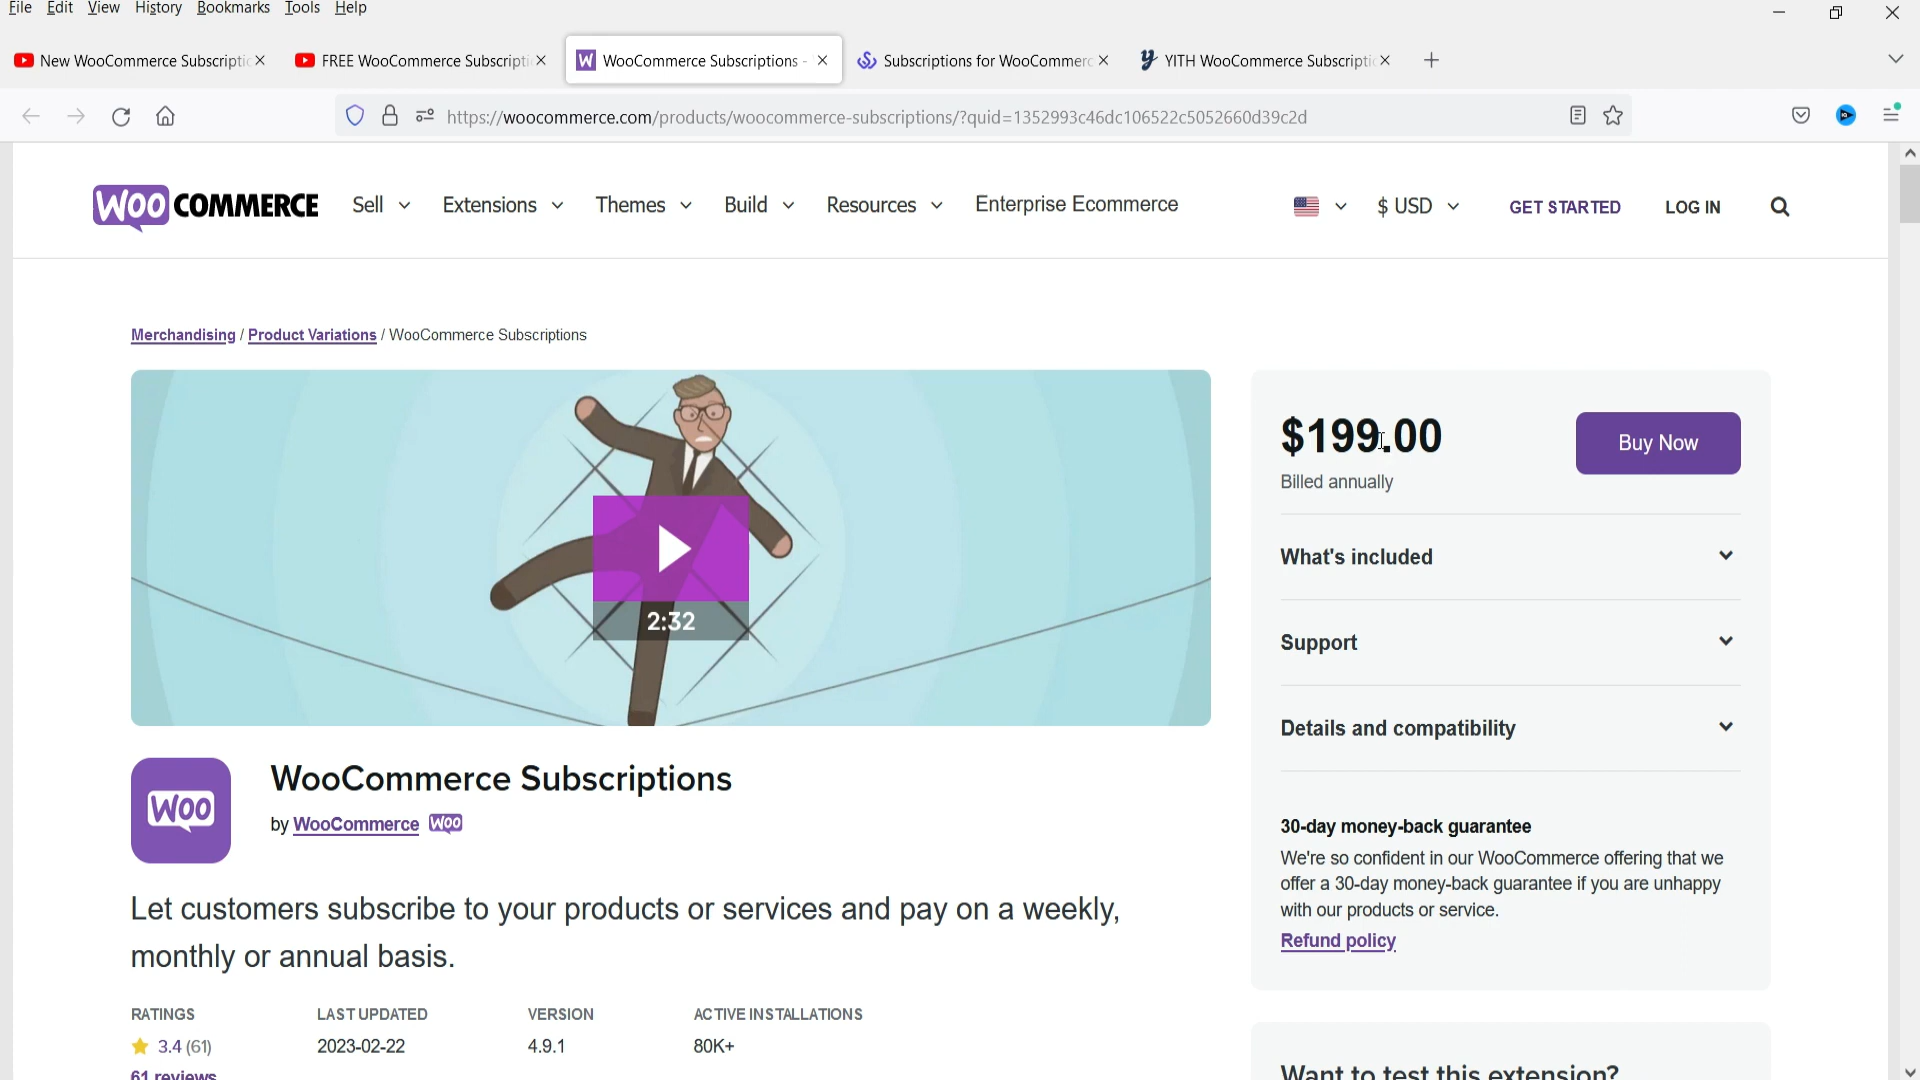 File Edit View History Bookmarks Tools Help
New WooCommerce Subscripti
FREE WooCommerce Subscripti
WooCommerce Subscriptions -
Subscriptions for WooCommerc
YITH WooCommerce Subscripti
https://woocommerce.com/products/woocommerce-subscriptions/?quid=1352993c46dc106522c5052660d39c2d
WOO COMMERCE Sell Extensions Themes Build Resources Enterprise Ecommerce $ USD GET STARTED LOG IN
Merchandising / Product Variations / WooCommerce Subscriptions
2:32
$199.00
Billed annually
Buy Now
What's included
Support
Details and compatibility
30-day money-back guarantee
We're so confident in our WooCommerce offering that we
offer a 30-day money-back guarantee if you are unhappy
with our products or service.
Refund policy
Want to test this extension?
WOO
WooCommerce Subscriptions
by WooCommerce WOO
Let customers subscribe to your products or services and pay on a weekly,
monthly or annual basis.
RATINGS LAST UPDATED VERSION ACTIVE INSTALLATIONS
3.4 (61) 2023-02-22 4.9.1 80K+
61 reviews